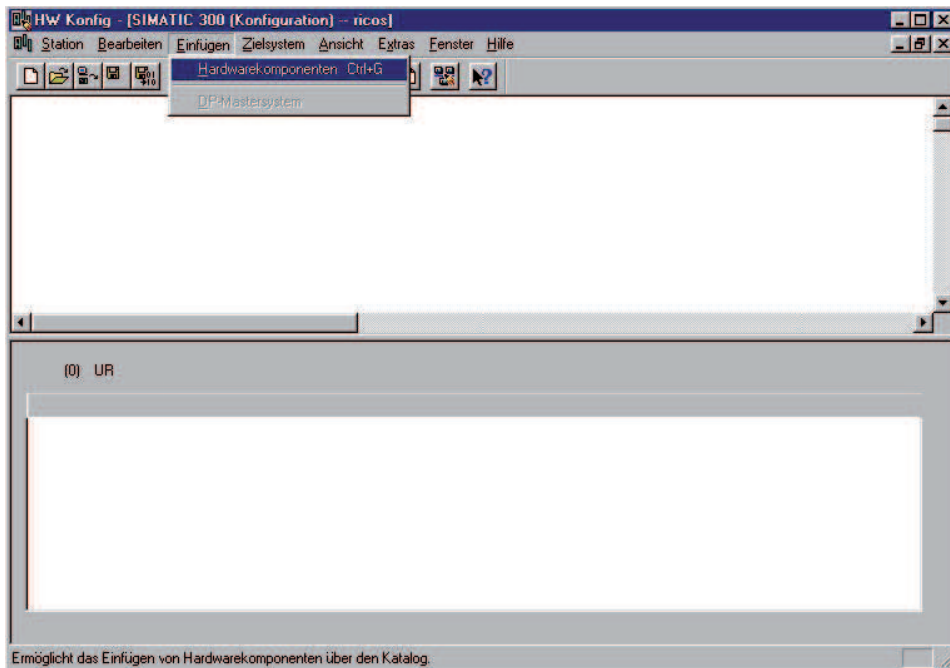 HW Konfig - [SIMATIC 300 (Konfiguration) -- ricos]
Station Bearbeiten Einfügen Zielsystem Ansicht Extras Fenster Hilfe
Hardwarekomponenten Ctrl+G
DP-Mastersystem
(0) UR
Ermöglicht das Einfügen von Hardwarekomponenten über den Katalog.